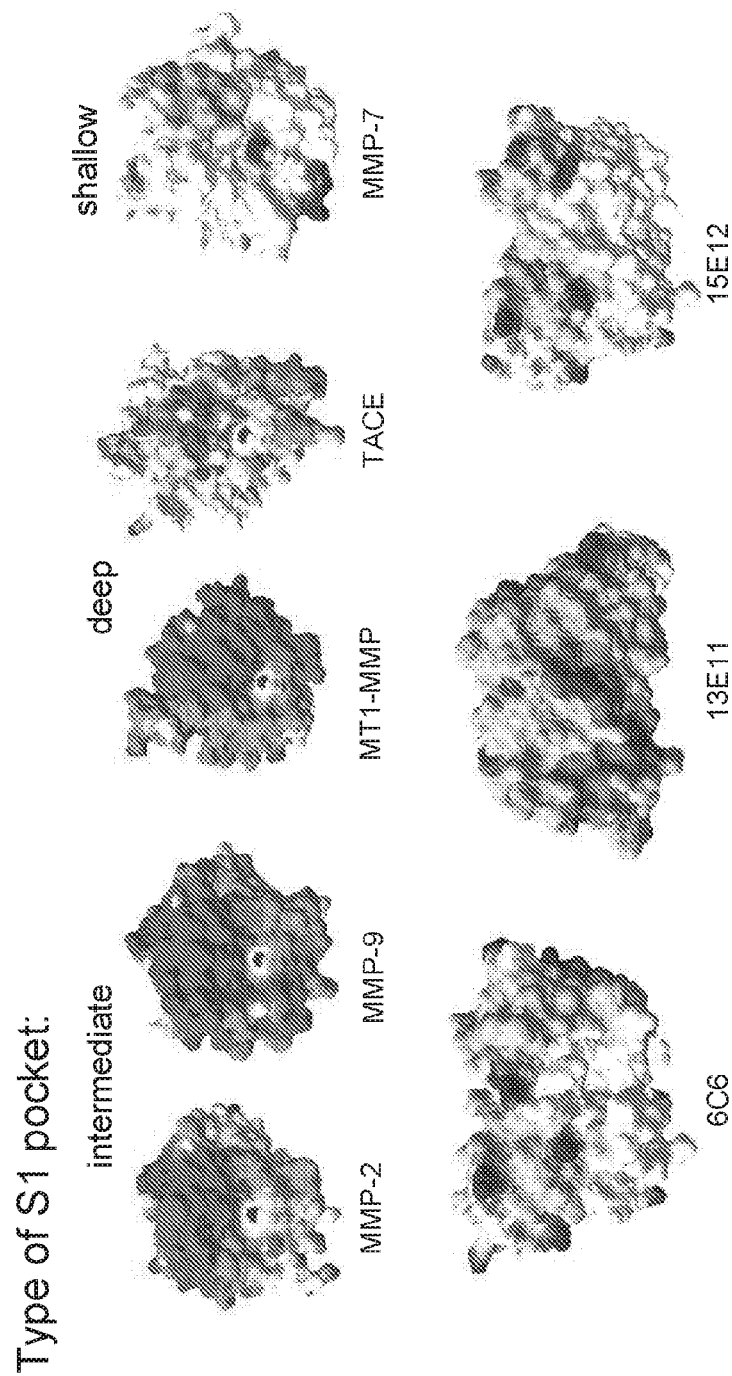 Type of S1 pocket:
intermediate
deep
shallow
MMP-2
MMP-9
MT1-MMP
TACE
MMP-7
6C6
13E11
15E12